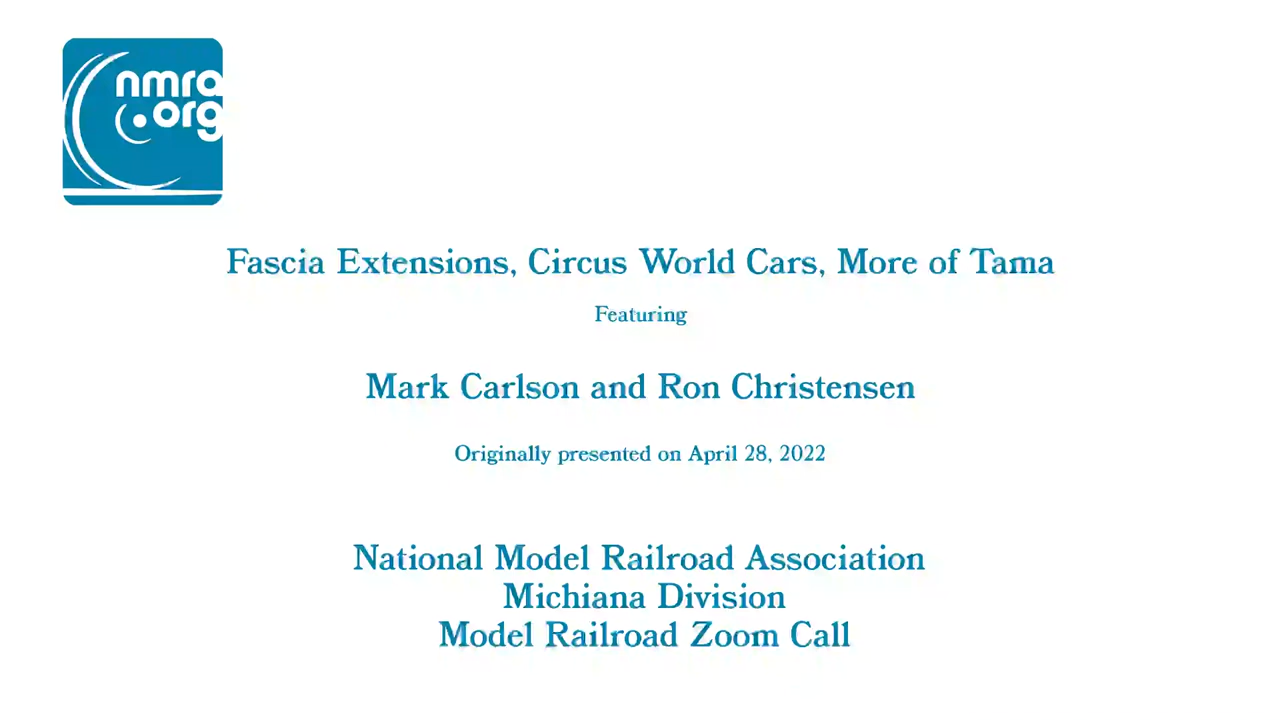 nmra
.org
Fascia Extensions, Circus World Cars, More of Tama
Featuring
Mark Carlson and Ron Christensen
Originally presented on April 28, 2022
National Model Railroad Association
Michiana Division
Model Railroad Zoom Call